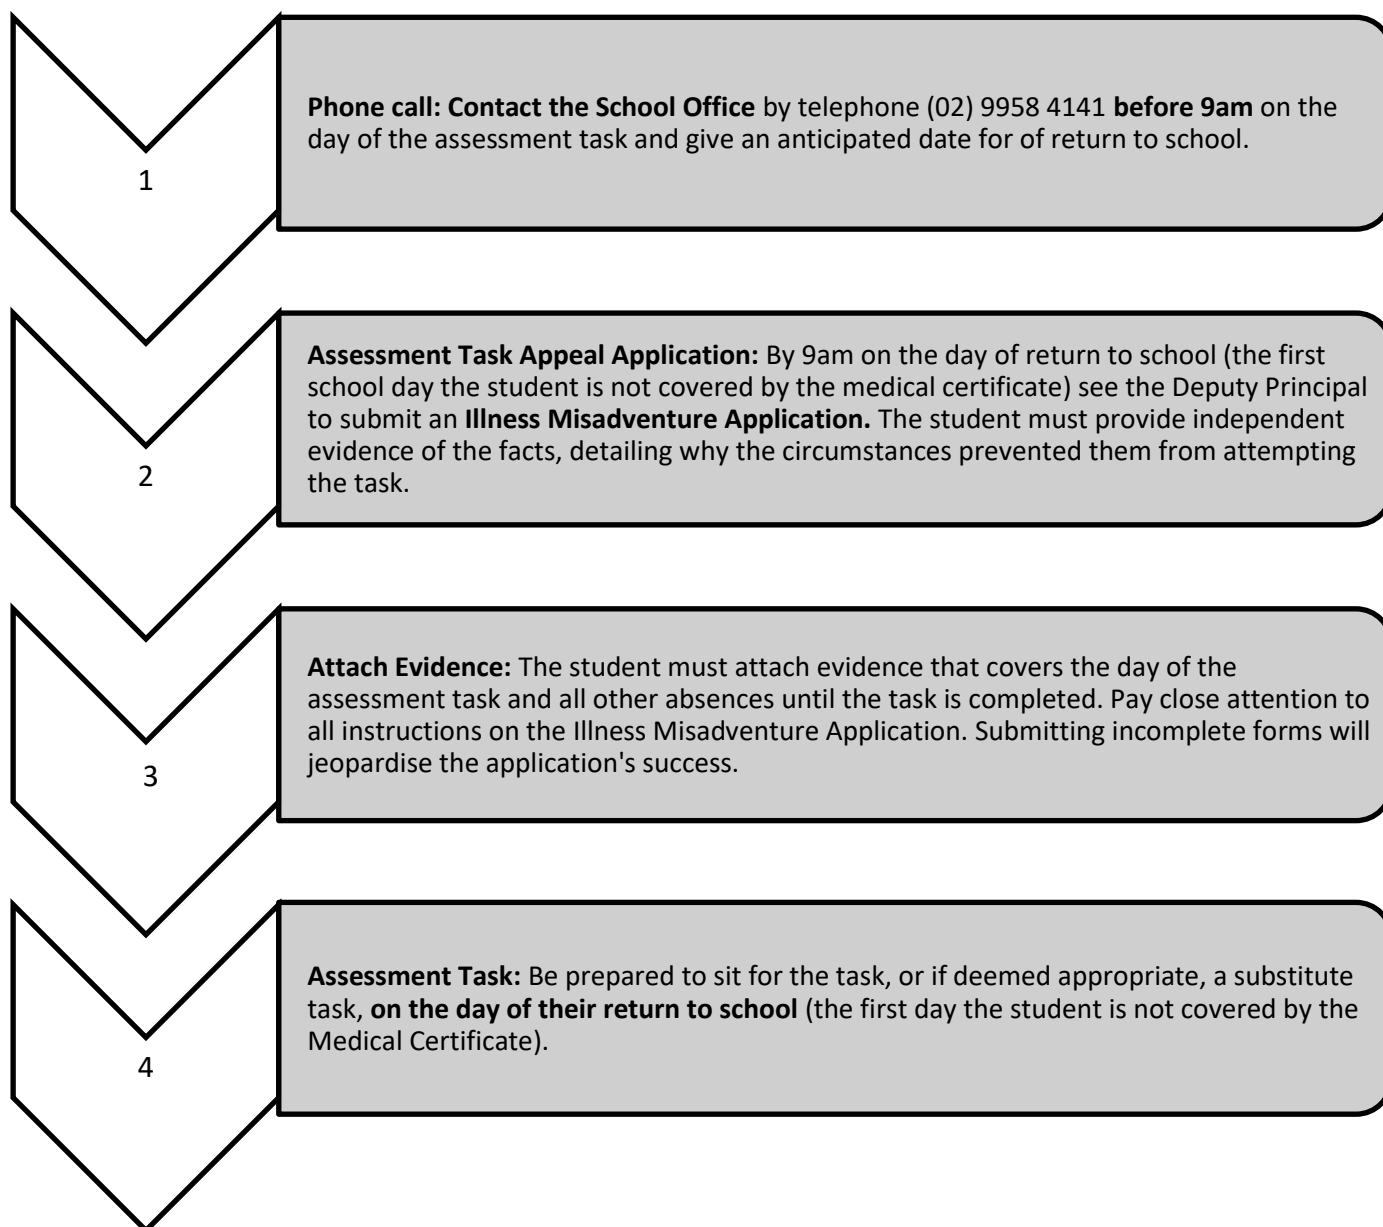 Phone call: Contact the School Office by telephone (02) 9958 4141 before 9am on the
day of the assessment task and give an anticipated date for of return to school.
1
Assessment Task Appeal Application: By 9am on the day of return to school (the first
school day the student is not covered by the medical certificate) see the Deputy Principal
to submit an Illness Misadventure Application. The student must provide independent
evidence of the facts, detailing why the circumstances prevented them from attempting
the task.
2
Attach Evidence: The student must attach evidence that covers the day of the
assessment task and all other absences until the task is completed. Pay close attention to
all instructions on the Illness Misadventure Application. Submitting incomplete forms will
jeopardise the application's success.
3
Assessment Task: Be prepared to sit for the task, or if deemed appropriate, a substitute
task, on the day of their return to school (the first day the student is not covered by the
Medical Certificate).
4